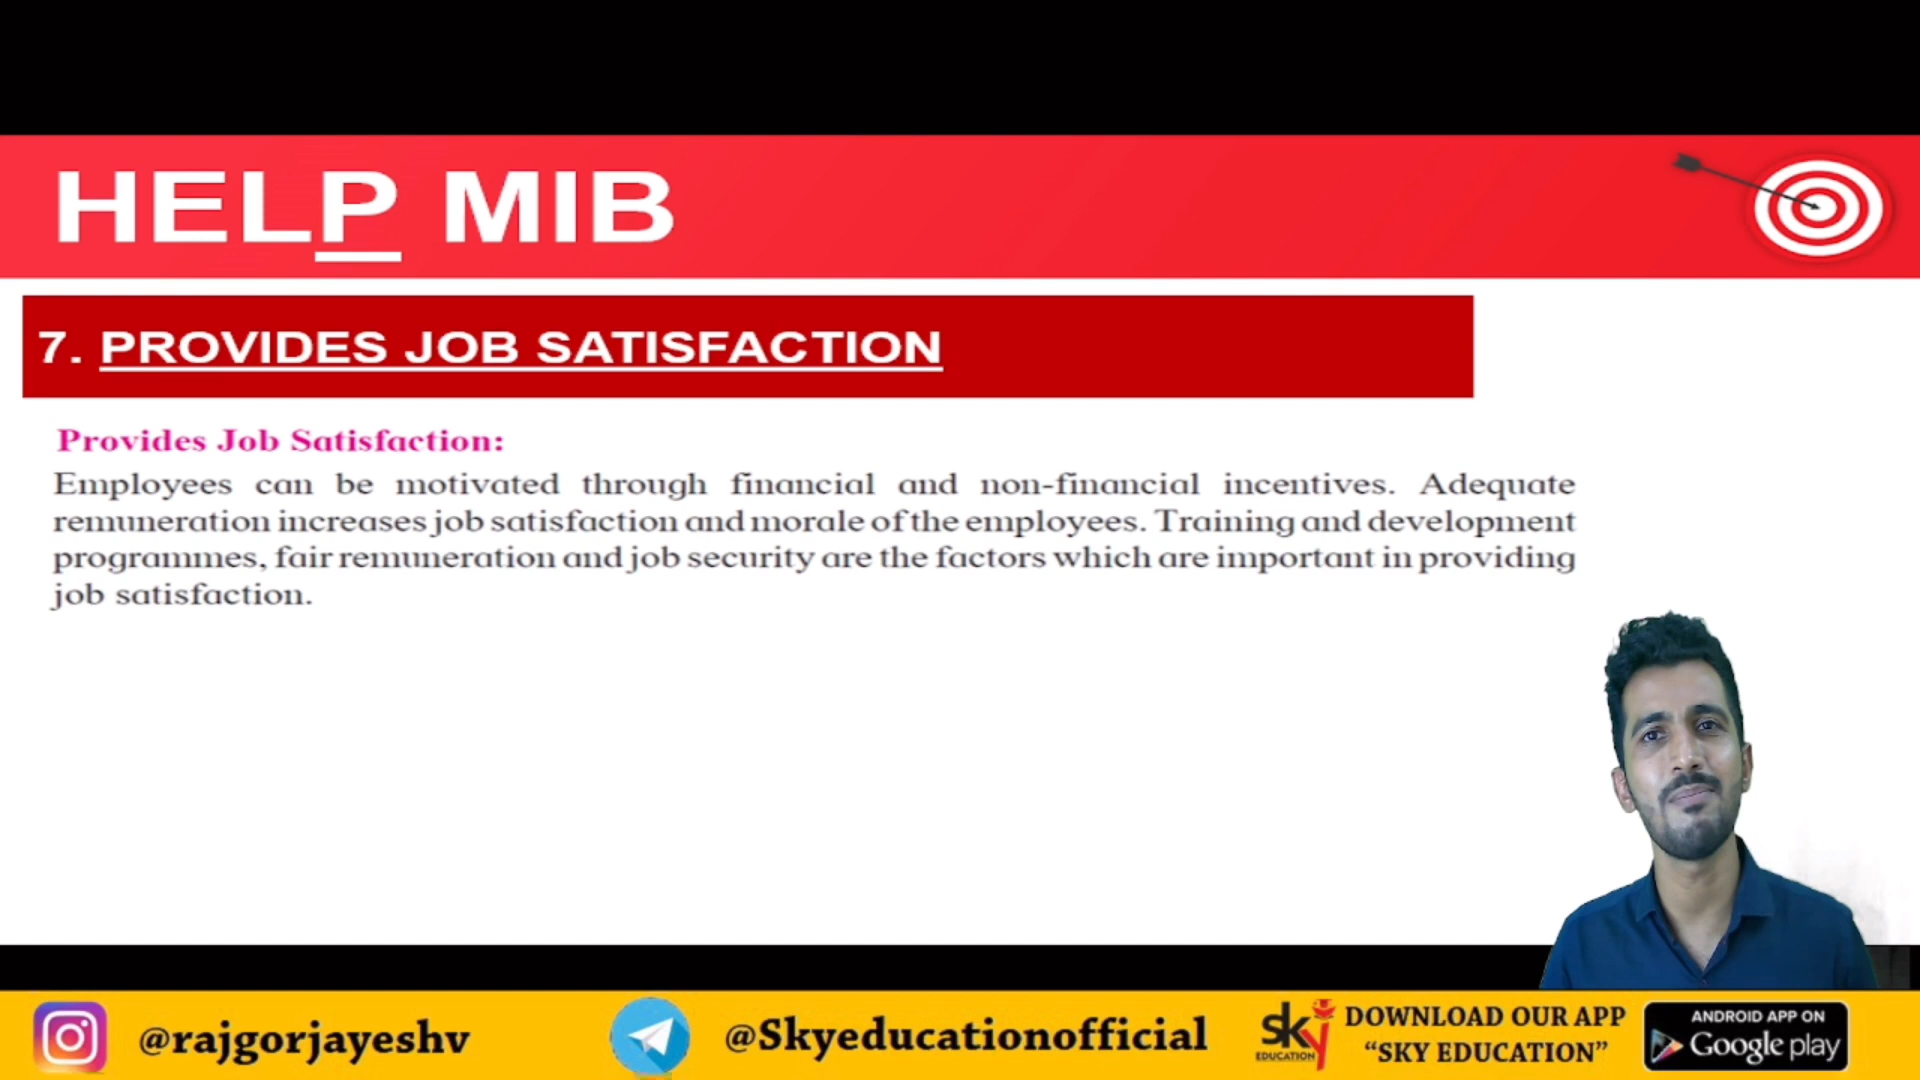 HELP MIB
7. PROVIDES JOB SATISFACTION
Provides Job Satisfaction:
Employees can be motivated through financial and non-financial incentives. Adequate
remuneration increases job satisfaction and morale of the employees. Training and development
programmes, fair remuneration and job security are the factors which are important in providing
job satisfaction.
@rajgorjayeshv
@Skyeducationofficial
sky
EDUCATION
DOWNLOAD OUR APP
“SKY EDUCATION”
ANDROID APP ON
Google play